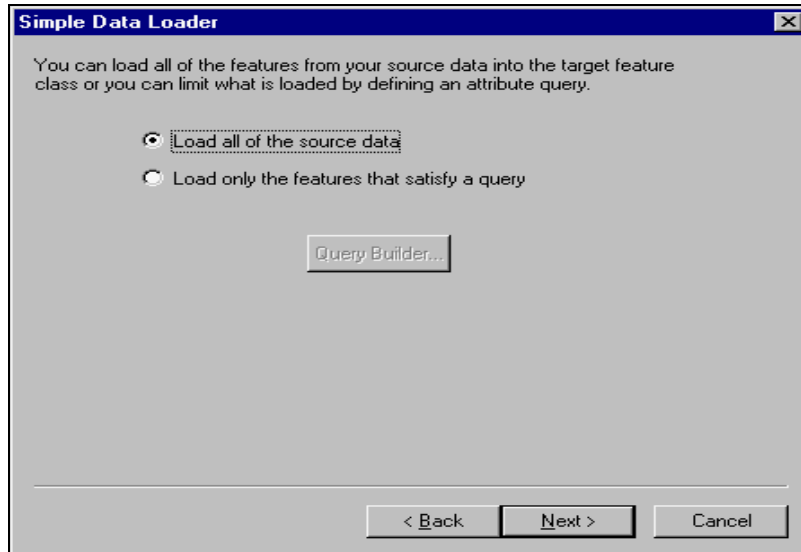 Simple Data Loader
You can load all of the features from your source data into the target feature
class or you can limit what is loaded by defining an attribute query.
Load all of the source data
Load only the features that satisfy a query
Query Builder...
< Back
Next >
Cancel